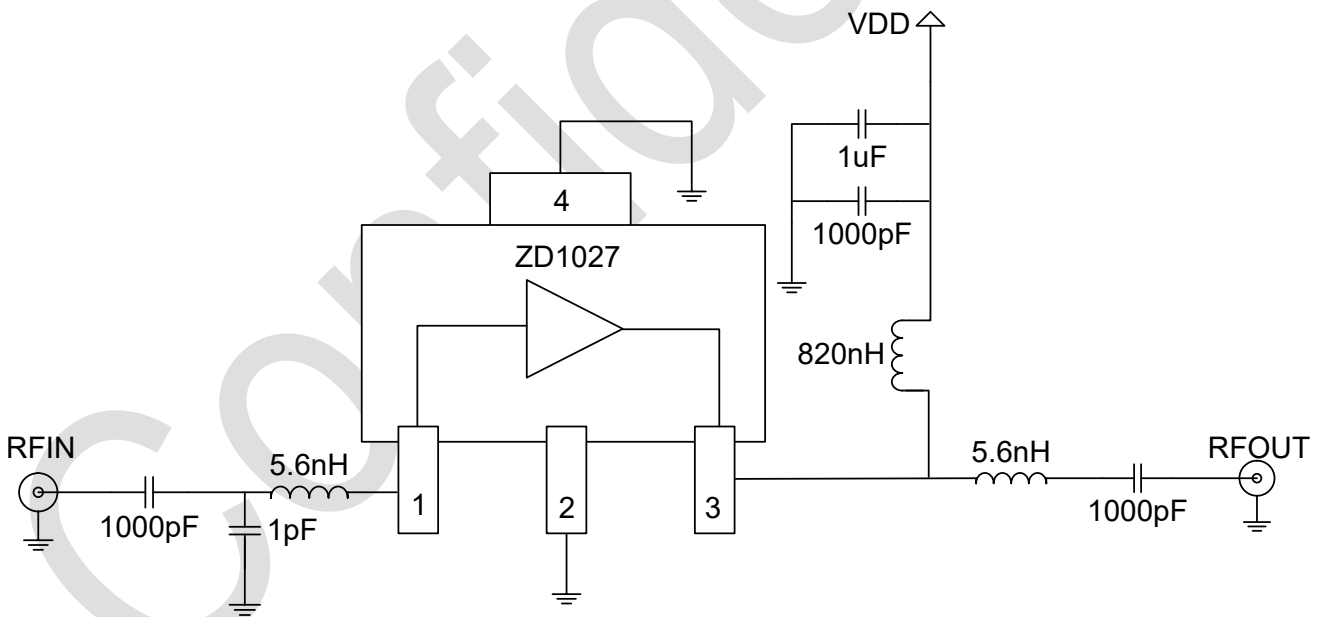 VDD
1uF
4
1000pF
ZD1027
820nH
RFIN
5.6nH
5.6nH
RFOUT
1000pF
1pF
1
2
3
1000pF